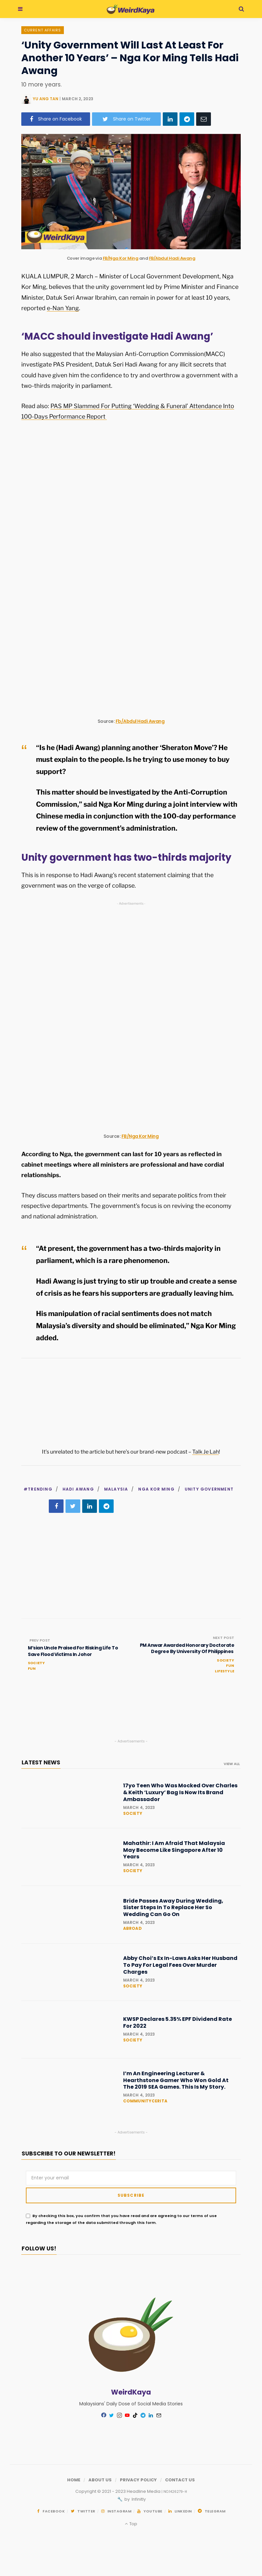 WeirdKaya
CURRENT AFFAIRS
‘Unity Government Will Last At Least For
Another 10 Years’ – Nga Kor Ming Tells Hadi
Awang
10 more years.
YU ANG TAN / MARCH 2, 2023
Share on Facebook
Share on Twitter
WeirdKaya
Cover image via FB/Nga Kor Ming and FB/Abdul Hadi Awang
KUALA LUMPUR, 2 March – Minister of Local Government Development, Nga
Kor Ming, believes that the unity government led by Prime Minister and Finance
Minister, Datuk Seri Anwar Ibrahim, can remain in power for at least 10 years,
reported e-Nan Yang.
‘MACC should investigate Hadi Awang’
He also suggested that the Malaysian Anti-Corruption Commission(MACC)
investigate PAS President, Datuk Seri Hadi Awang for any illicit secrets that
could have given him the confidence to try and overthrow a government with a
two-thirds majority in parliament.
Read also: PAS MP Slammed For Putting ‘Wedding & Funeral’ Attendance Into
100-Days Performance Report
Source: Fb/Abdul Hadi Awang
“Is he (Hadi Awang) planning another ‘Sheraton Move’? He
must explain to the people. Is he trying to use money to buy
support?
This matter should be investigated by the Anti-Corruption
Commission,” said Nga Kor Ming during a joint interview with
Chinese media in conjunction with the 100-day performance
review of the government’s administration.
Unity government has two-thirds majority
This is in response to Hadi Awang’s recent statement claiming that the
government was on the verge of collapse.
- Advertisements -
Source: FB/Nga Kor Ming
According to Nga, the government can last for 10 years as reflected in
cabinet meetings where all ministers are professional and have cordial
relationships.
They discuss matters based on their merits and separate politics from their
respective departments. The government’s focus is on reviving the economy
and national administration.
“At present, the government has a two-thirds majority in
parliament, which is a rare phenomenon.
Hadi Awang is just trying to stir up trouble and create a sense
of crisis as he fears his supporters are gradually leaving him.
His manipulation of racial sentiments does not match
Malaysia’s diversity and should be eliminated,” Nga Kor Ming
added.
It’s unrelated to the article but here’s our brand-new podcast – Talk Je Lah!
#TRENDING / HADI AWANG / MALAYSIA / NGA KOR MING / UNITY GOVERNMENT
PREV POST
M’sian Uncle Praised For Risking Life To
Save Flood Victims In Johor
SOCIETY
FUN
NEXT POST
PM Anwar Awarded Honorary Doctorate
Degree By University Of Philippines
SOCIETY
FUN
LIFESTYLE
- Advertisements -
LATEST NEWS
VIEW ALL
17yo Teen Who Was Mocked Over Charles
& Keith ‘Luxury’ Bag Is Now Its Brand
Ambassador
MARCH 4, 2023
SOCIETY
Mahathir: I Am Afraid That Malaysia
May Become Like Singapore After 10
Years
MARCH 4, 2023
SOCIETY
Bride Passes Away During Wedding,
Sister Steps In To Replace Her So
Wedding Can Go On
MARCH 4, 2023
ABROAD
Abby Choi’s Ex In-Laws Asks Her Husband
To Pay For Legal Fees Over Murder
Charges
MARCH 4, 2023
SOCIETY
KWSP Declares 5.35% EPF Dividend Rate
For 2022
MARCH 4, 2023
SOCIETY
I’m An Engineering Lecturer &
Hearthstone Gamer Who Won Gold At
The 2019 SEA Games. This Is My Story.
MARCH 4, 2023
COMMUNITYCERITA
- Advertisements -
SUBSCRIBE TO OUR NEWSLETTER!
Enter your email
SUBSCRIBE
By checking this box, you confirm that you have read and are agreeing to our terms of use
regarding the storage of the data submitted through this form.
FOLLOW US!
WeirdKaya
Malaysians' Daily Dose of Social Media Stories
HOME / ABOUT US / PRIVACY POLICY / CONTACT US
FACEBOOK TWITTER INSTAGRAM YOUTUBE LINKEDIN TELEGRAM
Top